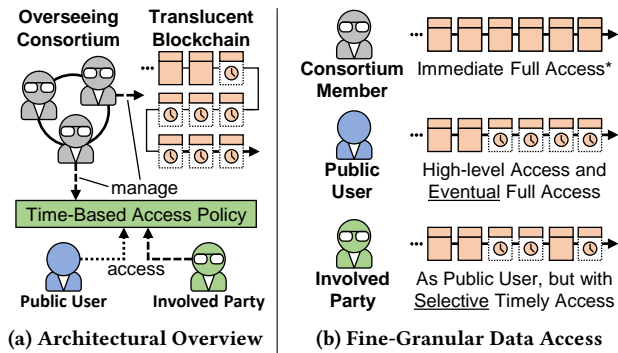 Overseeing
Consortium
Translucent
Blockchain
...
manage
Time-Based Access Policy
access
Public User
Involved Party
(a) Architectural Overview
...
Consortium
Member
Immediate Full Access*
...
Public
User
High-level Access and
Eventual Full Access
...
Involved
Party
As Public User, but with
Selective Timely Access
(b) Fine-Granular Data Access